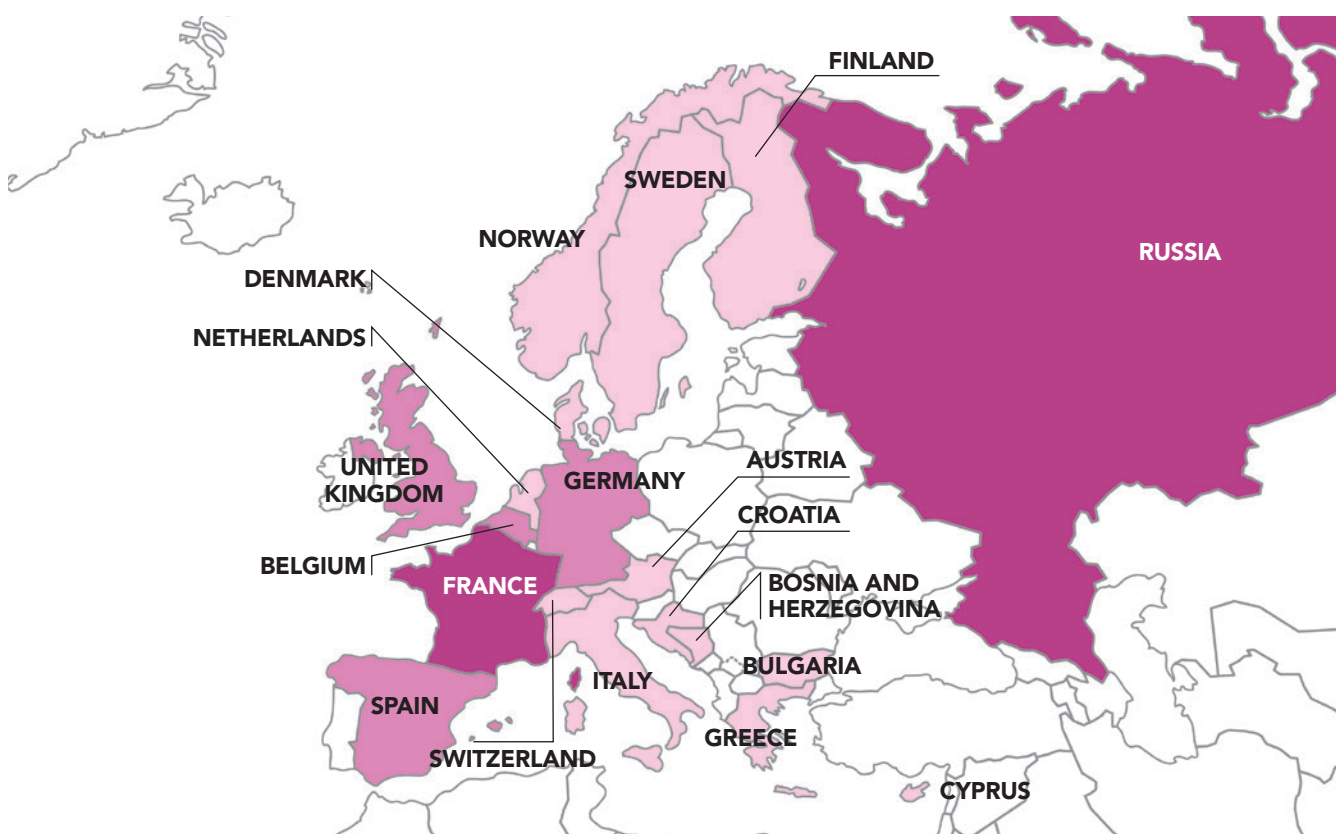 FINLAND
SWEDEN
NORWAY
RUSSIA
DENMARK
NETHERLANDS
UNITED
KINGDOM
GERMANY
AUSTRIA
CROATIA
BELGIUM
FRANCE
BOSNIA AND
HERZEGOVINA
BULGARIA
ITALY
SPAIN
GREECE
SWITZERLAND
CYPRUS